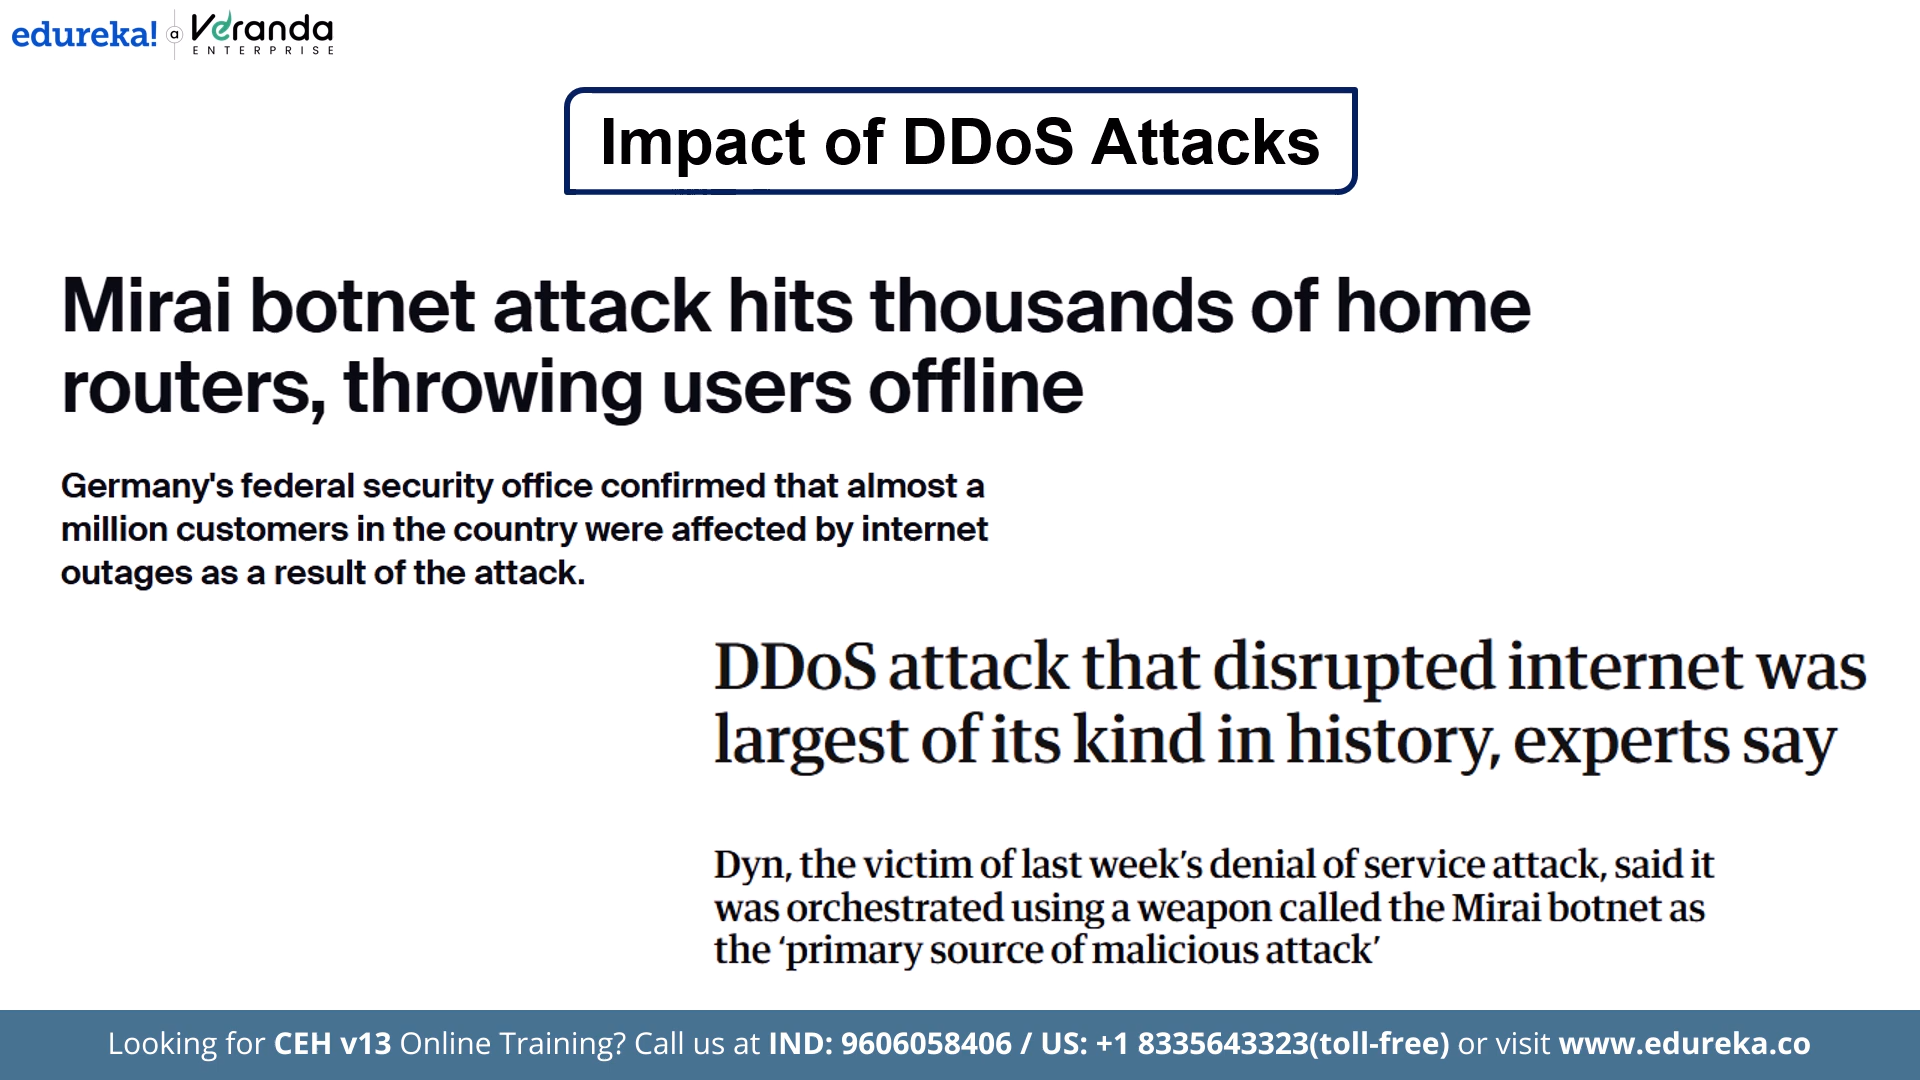 edureka! a Veranda
ENTERPRISE
Impact of DDoS Attacks
Mirai botnet attack hits thousands of home
routers, throwing users offline
Germany's federal security office confirmed that almost a
million customers in the country were affected by internet
outages as a result of the attack.
DDoS attack that disrupted internet was
largest of its kind in history, experts say
Dyn, the victim of last week’s denial of service attack, said it
was orchestrated using a weapon called the Mirai botnet as
the ‘primary source of malicious attack’
Looking for CEH v13 Online Training? Call us at IND: 9606058406 / US: +1 8335643323(toll-free) or visit www.edureka.co